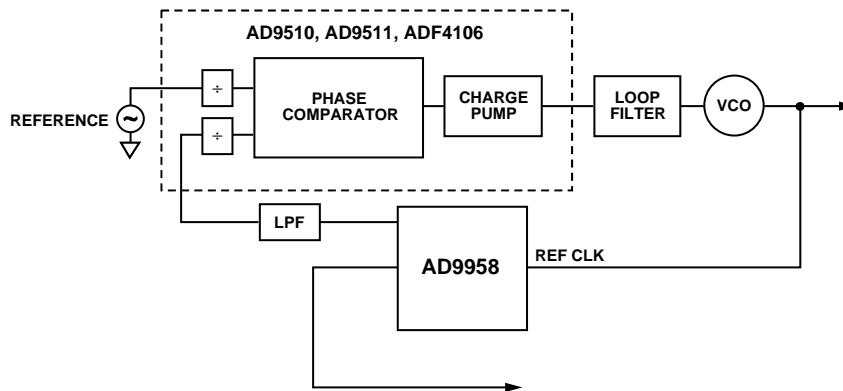 AD9510, AD9511, ADF4106
REFERENCE
~
÷
÷
PHASE
COMPARATOR
CHARGE
PUMP
LOOP
FILTER
VCO
LPF
AD9958
REF CLK